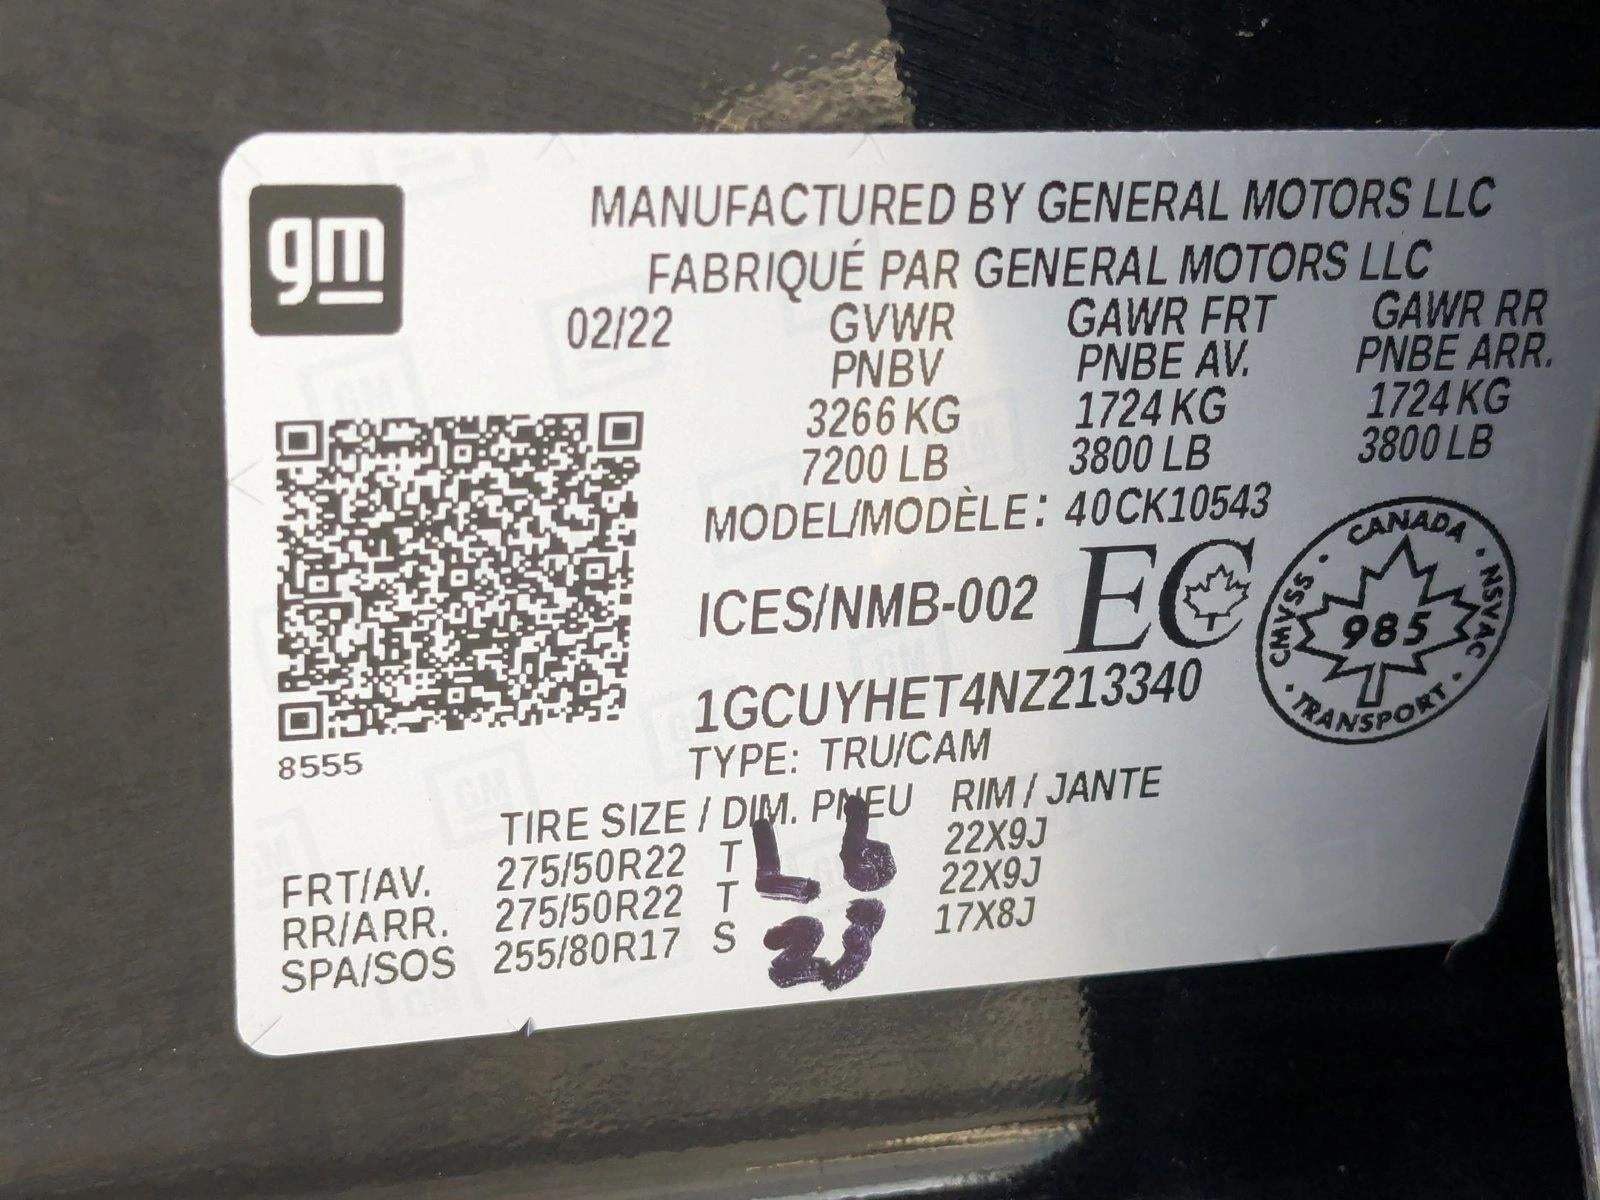 gm
MANUFACTURED BY GENERAL MOTORS LLC
FABRIQUÉ PAR GENERAL MOTORS LLC
02/22 GVWR GAWR FRT GAWR RR
PNBV PNBE AV. PNBE ARR.
3266 KG 1724 KG 1724 KG
7200 LB 3800 LB 3800 LB
MODEL/MODÈLE: 40CK10543
ICES/NMB-002 EC
CANADA · NSVAC · TRANSPORT · CMVSS ·
985
1GCUYHET4NZ213340
8555
TYPE: TRU/CAM
TIRE SIZE / DIM. PNEU RIM / JANTE
FRT/AV. 275/50R22 T 22X9J
RR/ARR. 275/50R22 T 22X9J
SPA/SOS 255/80R17 S 17X8J